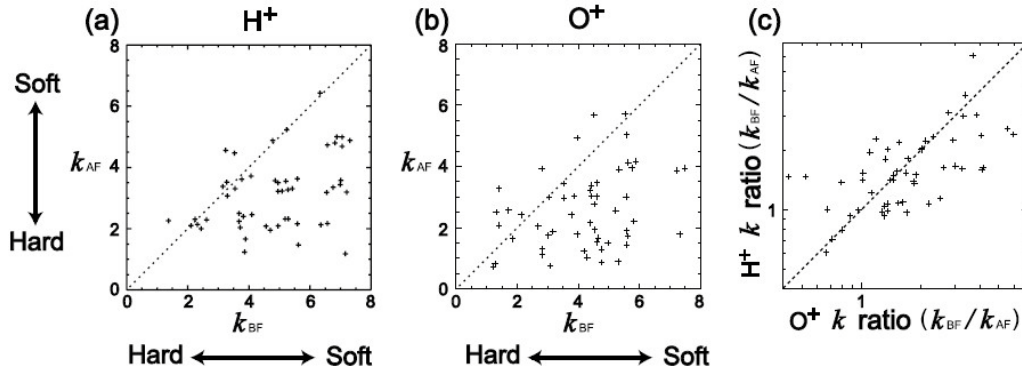 (a) H+
Soft
Hard
kAF
8
6
4
2
0
0 2 4 6 8
kBF
Hard Soft
(b) O+
kAF
8
6
4
2
0
0 2 4 6 8
kBF
Hard Soft
(c)
H+ k ratio (kBF/kAF)
1
1
O+ k ratio (kBF/kAF)